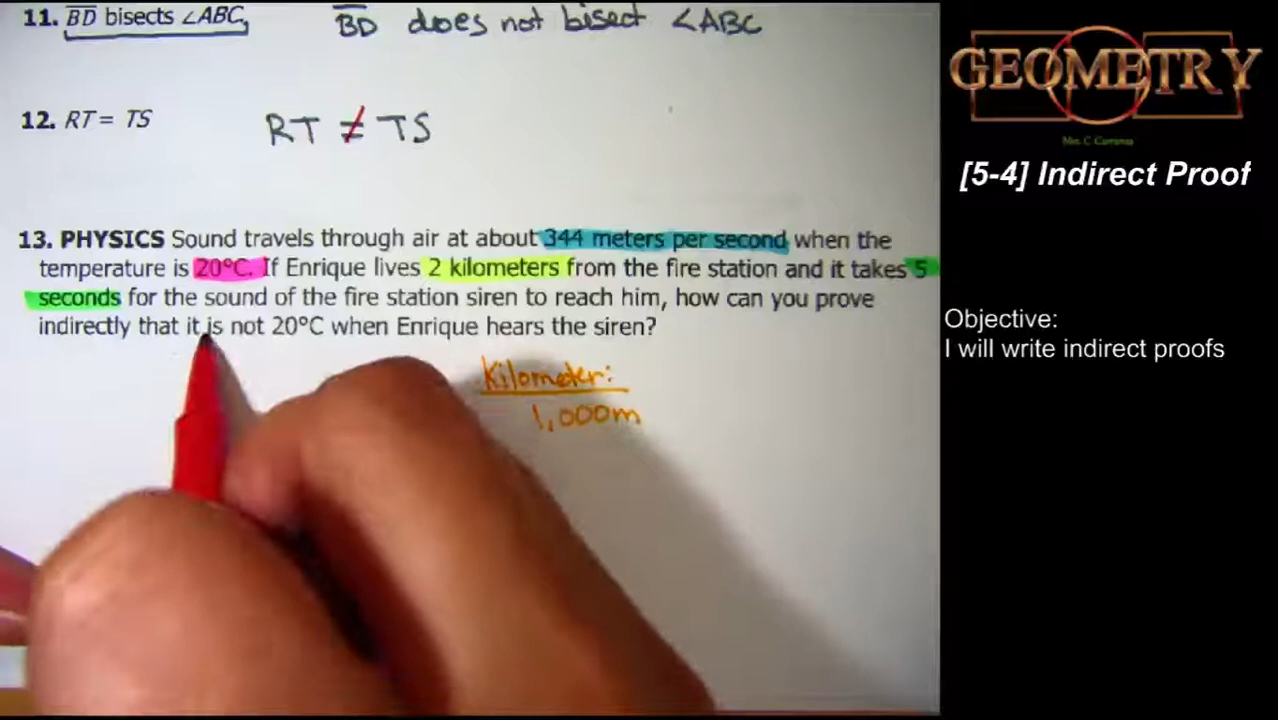 11. BD bisects ∠ABC, BD does not bisect ∠ABC
12. RT = TS RT ≠ TS
13. PHYSICS Sound travels through air at about 344 meters per second when the
temperature is 20°C. If Enrique lives 2 kilometers from the fire station and it takes 5
seconds for the sound of the fire station siren to reach him, how can you prove
indirectly that it is not 20°C when Enrique hears the siren?
Kilometer:
1,000m
GEOMETRY
[5-4] Indirect Proof
Objective:
I will write indirect proofs